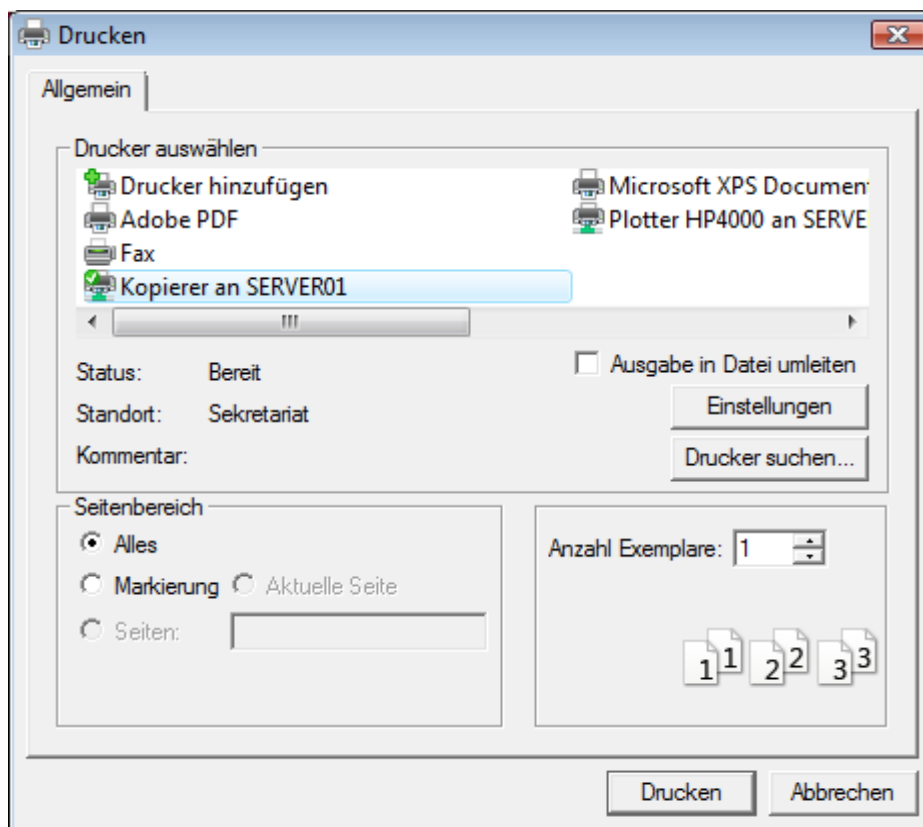 Drucken
Allgemein
Drucker auswählen
Drucker hinzufügen
Adobe PDF
Fax
Kopierer an SERVER01
Microsoft XPS Documen
Plotter HP4000 an SERVE
Status: Bereit
Ausgabe in Datei umleiten
Standort: Sekretariat
Einstellungen
Kommentar:
Drucker suchen...
Seitenbereich
Alles
Markierung Aktuelle Seite
Seiten:
Anzahl Exemplare: 1
1 1 2 2 3 3
Drucken Abbrechen